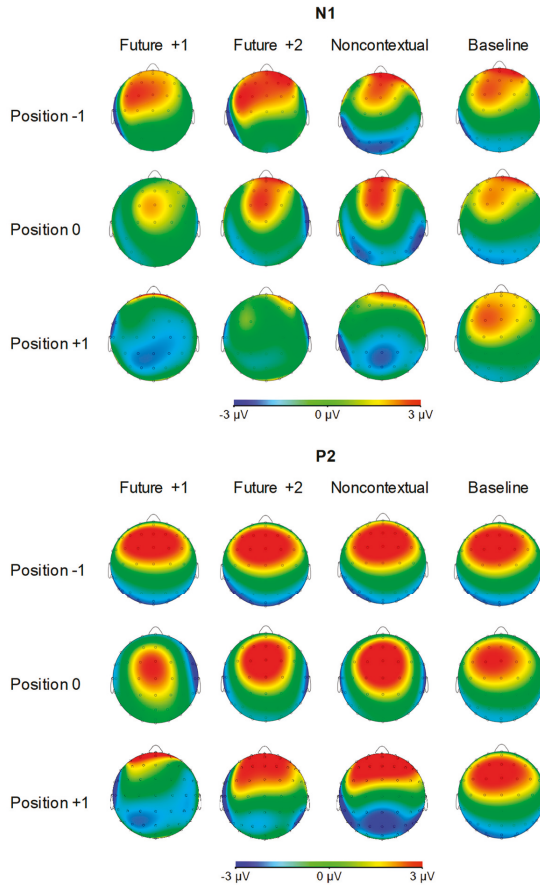 N1
Future +1 Future +2 Noncontextual Baseline
Position -1
Position 0
Position +1
-3 µV 0 µV 3 µV
P2
Future +1 Future +2 Noncontextual Baseline
Position -1
Position 0
Position +1
-3 µV 0 µV 3 µV